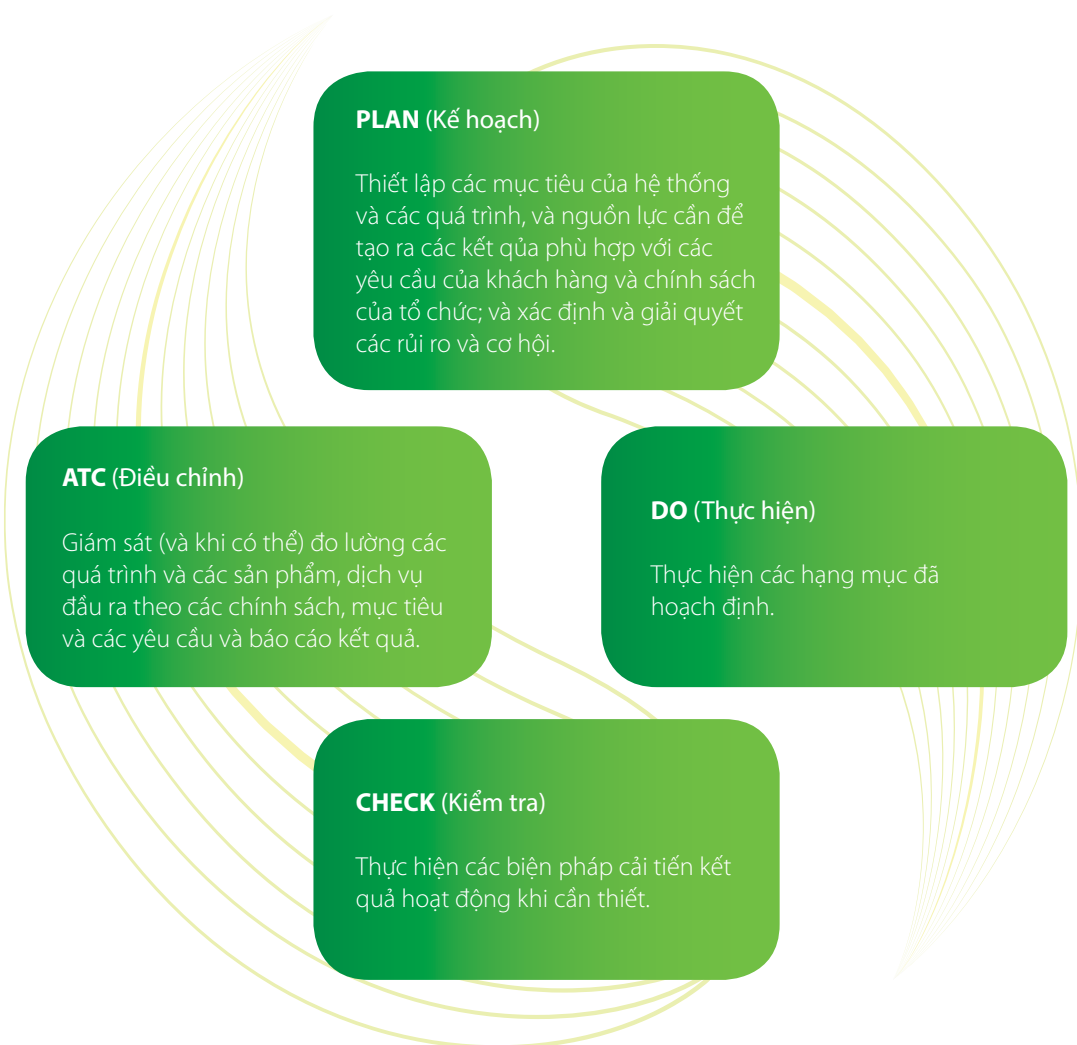 PLAN (Kế hoạch)
Thiết lập các mục tiêu của hệ thống
và các quá trình, và nguồn lực cần để
tạo ra các kết qủa phù hợp với các
yêu cầu của khách hàng và chính sách
của tổ chức; và xác định và giải quyết
các rủi ro và cơ hội.
ATC (Điều chỉnh)
Giám sát (và khi có thể) đo lường các
quá trình và các sản phẩm, dịch vụ
đầu ra theo các chính sách, mục tiêu
và các yêu cầu và báo cáo kết quả.
DO (Thực hiện)
Thực hiện các hạng mục đã
hoạch định.
CHECK (Kiểm tra)
Thực hiện các biện pháp cải tiến kết
quả hoạt động khi cần thiết.